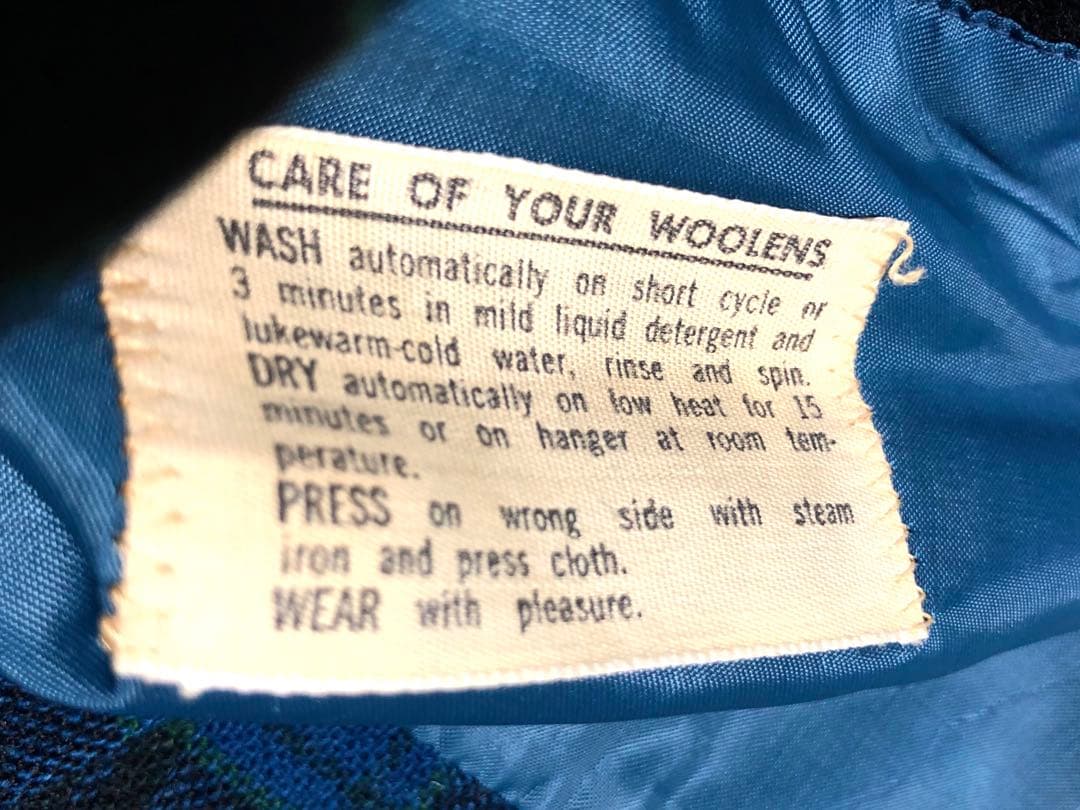 CARE OF YOUR WOOLENS
WASH automatically on short cycle or
3 minutes in mild liquid detergent and
lukewarm-cold water, rinse and spin.
DRY automatically on low heat for 15
minutes or on hanger at room tem-
perature.
PRESS on wrong side with steam
iron and press cloth.
WEAR with pleasure.